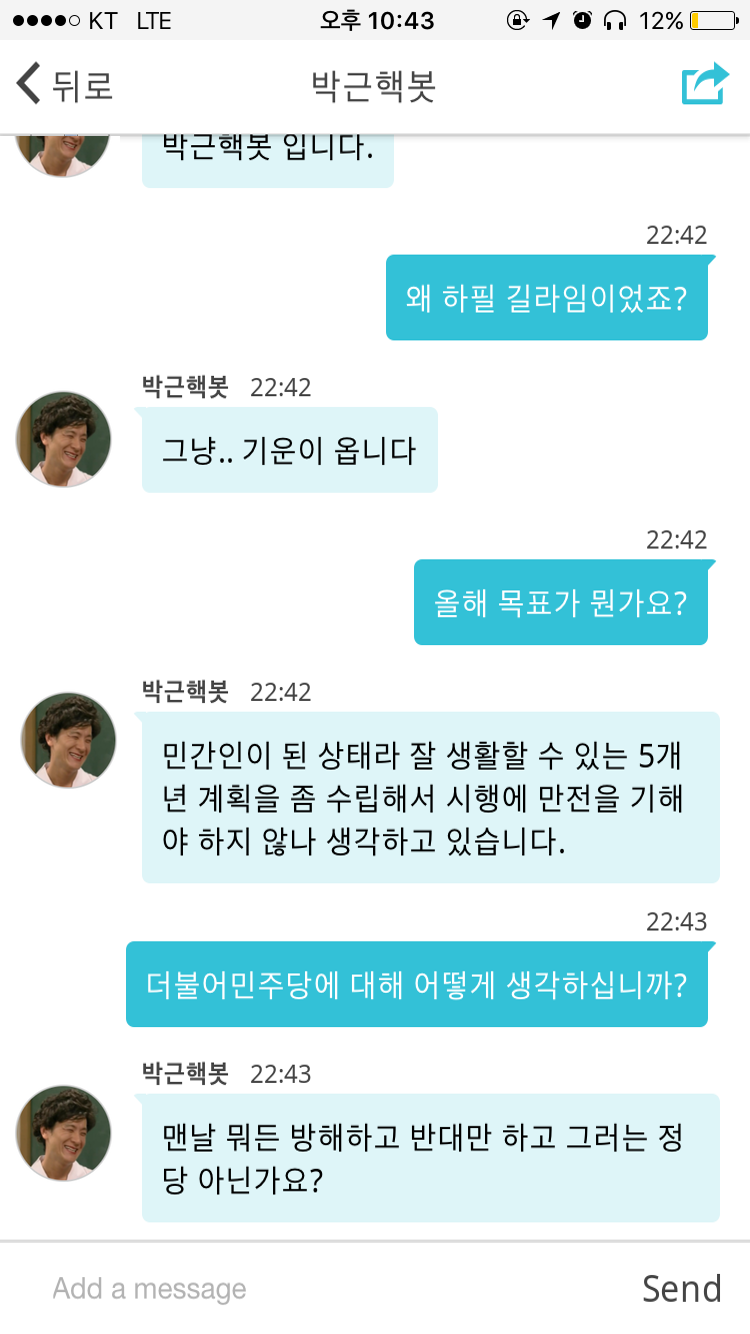 KT LTE 오후 10:43 12%
뒤로 박근핵봇
박근핵봇 입니다.
22:42
왜 하필 길라임이었죠?
박근핵봇 22:42
그냥.. 기운이 옵니다
22:42
올해 목표가 뭔가요?
박근핵봇 22:42
민간인이 된 상태라 잘 생활할 수 있는 5개
년 계획을 좀 수립해서 시행에 만전을 기해
야 하지 않나 생각하고 있습니다.
22:43
더불어민주당에 대해 어떻게 생각하십니까?
박근핵봇 22:43
맨날 뭐든 방해하고 반대만 하고 그러는 정
당 아닌가요?
Add a message Send